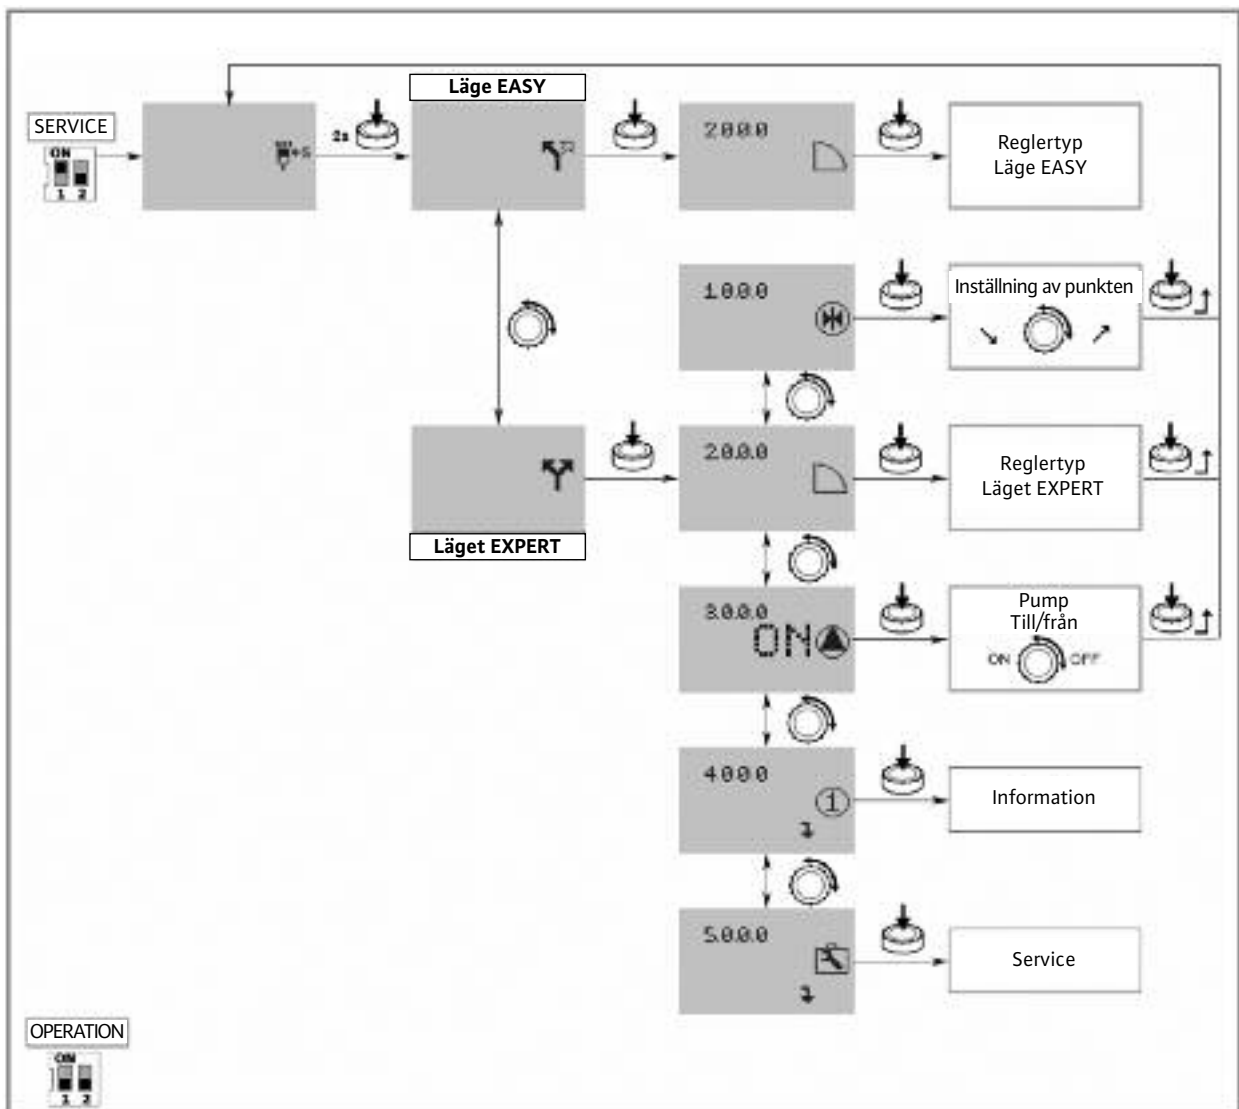 Läge EASY
SERVICE
ON
1 2
+S
2s
2.0.0.0
Reglertyp
Läge EASY
1.0.0.0
Inställning av punkten
2.0.0.0
Reglertyp
Läget EXPERT
Läget EXPERT
3.0.0.0
ON
Pump
Till/från
ON OFF
4.0.0.0
1
Information
5.0.0.0
Service
OPERATION
ON
1 2